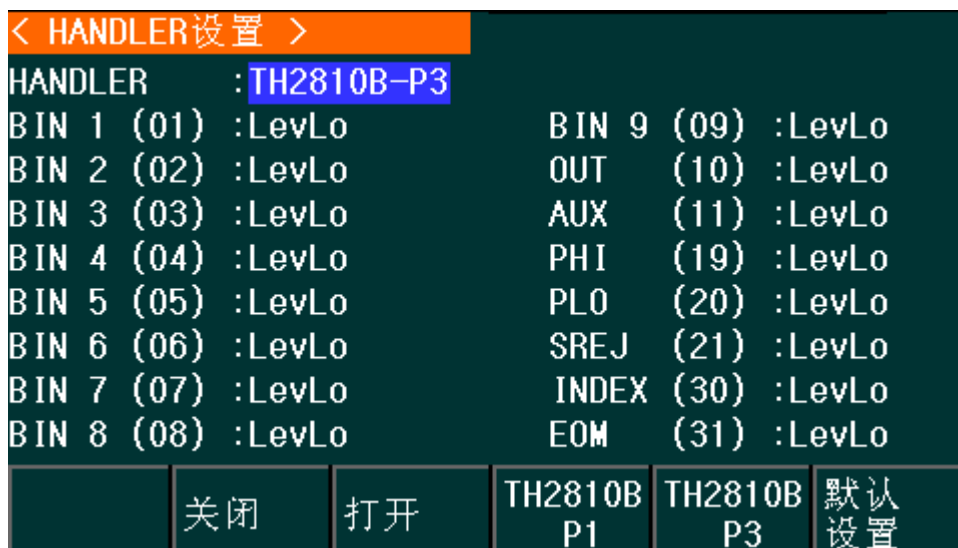 < HANDLER设置 >
HANDLER :TH2810B-P3
BIN 1 (01) :LevLo BIN 9 (09) :LevLo
BIN 2 (02) :LevLo OUT (10) :LevLo
BIN 3 (03) :LevLo AUX (11) :LevLo
BIN 4 (04) :LevLo PHI (19) :LevLo
BIN 5 (05) :LevLo PLO (20) :LevLo
BIN 6 (06) :LevLo SREJ (21) :LevLo
BIN 7 (07) :LevLo INDEX (30) :LevLo
BIN 8 (08) :LevLo EOM (31) :LevLo
关闭 打开 TH2810B P1 TH2810B P3 默认设置